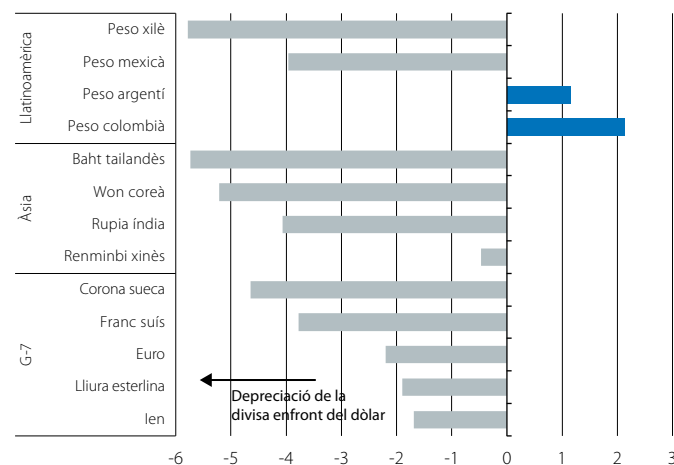 Llatinoamèrica
Peso xilè
Peso mexicà
Peso argentí
Peso colombià
Àsia
Baht tailandès
Won coreà
Rupia índia
Renminbi xinès
G-7
Corona sueca
Franc suís
Euro
Lliura esterlina
Ien
Depreciació de la
divisa enfront del dòlar
-6 -5 -4 -3 -2 -1 0 1 2 3